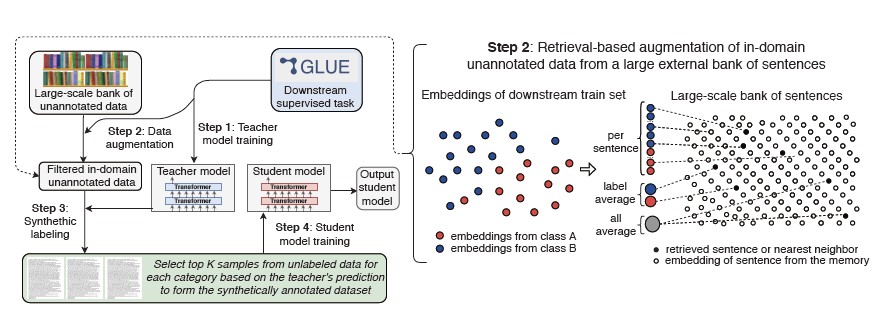 GLUE
Large-scale bank of
unannotated data
Downstream
supervised task
Step 2: Data
augmentation
Step 1: Teacher
model training
Filtered in-domain
unannotated data
Teacher model
Transformer
Transformer
Student model
Transformer
Transformer
Output
student
model
Step 3:
Synthethic
labeling
Step 4: Student
model training
Select top K samples from unlabeled data for
each category based on the teacher's prediction
to form the synthetically annotated dataset
Step 2: Retrieval-based augmentation of in-domain
unannotated data from a large external bank of sentences
Embeddings of downstream train set
Large-scale bank of sentences
per
sentence
label
average
all
average
embeddings from class A
embeddings from class B
retrieved sentence or nearest neighbor
embedding of sentence from the memory